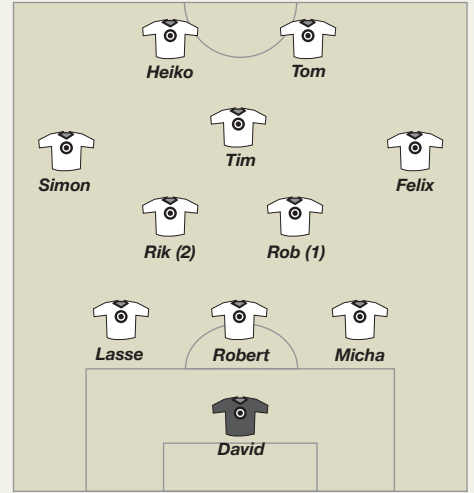 Heiko Tom
Tim
Simon Felix
Rik (2) Rob (1)
Lasse Robert Micha
David